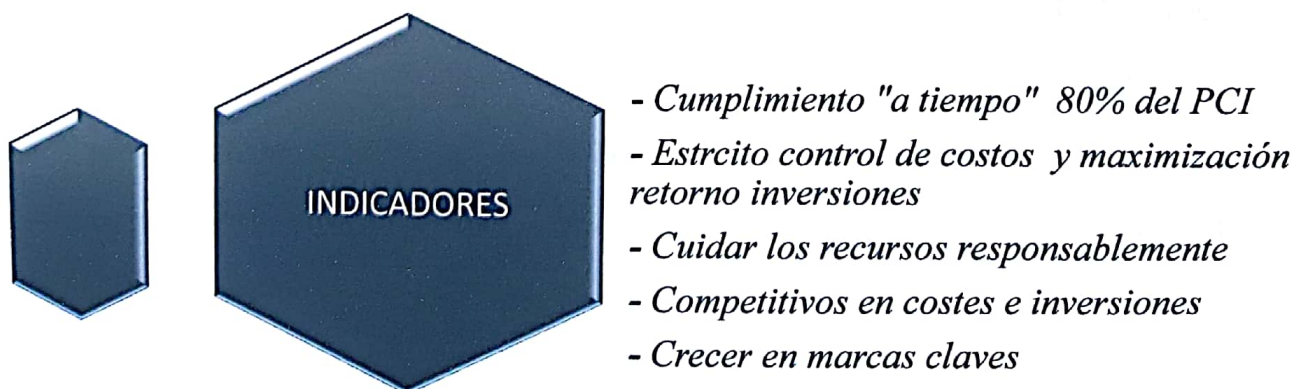 INDICADORES
- Cumplimiento "a tiempo" 80% del PCI
- Estrcito control de costos y maximización
retorno inversiones
- Cuidar los recursos responsablemente
- Competitivos en costes e inversiones
- Crecer en marcas claves